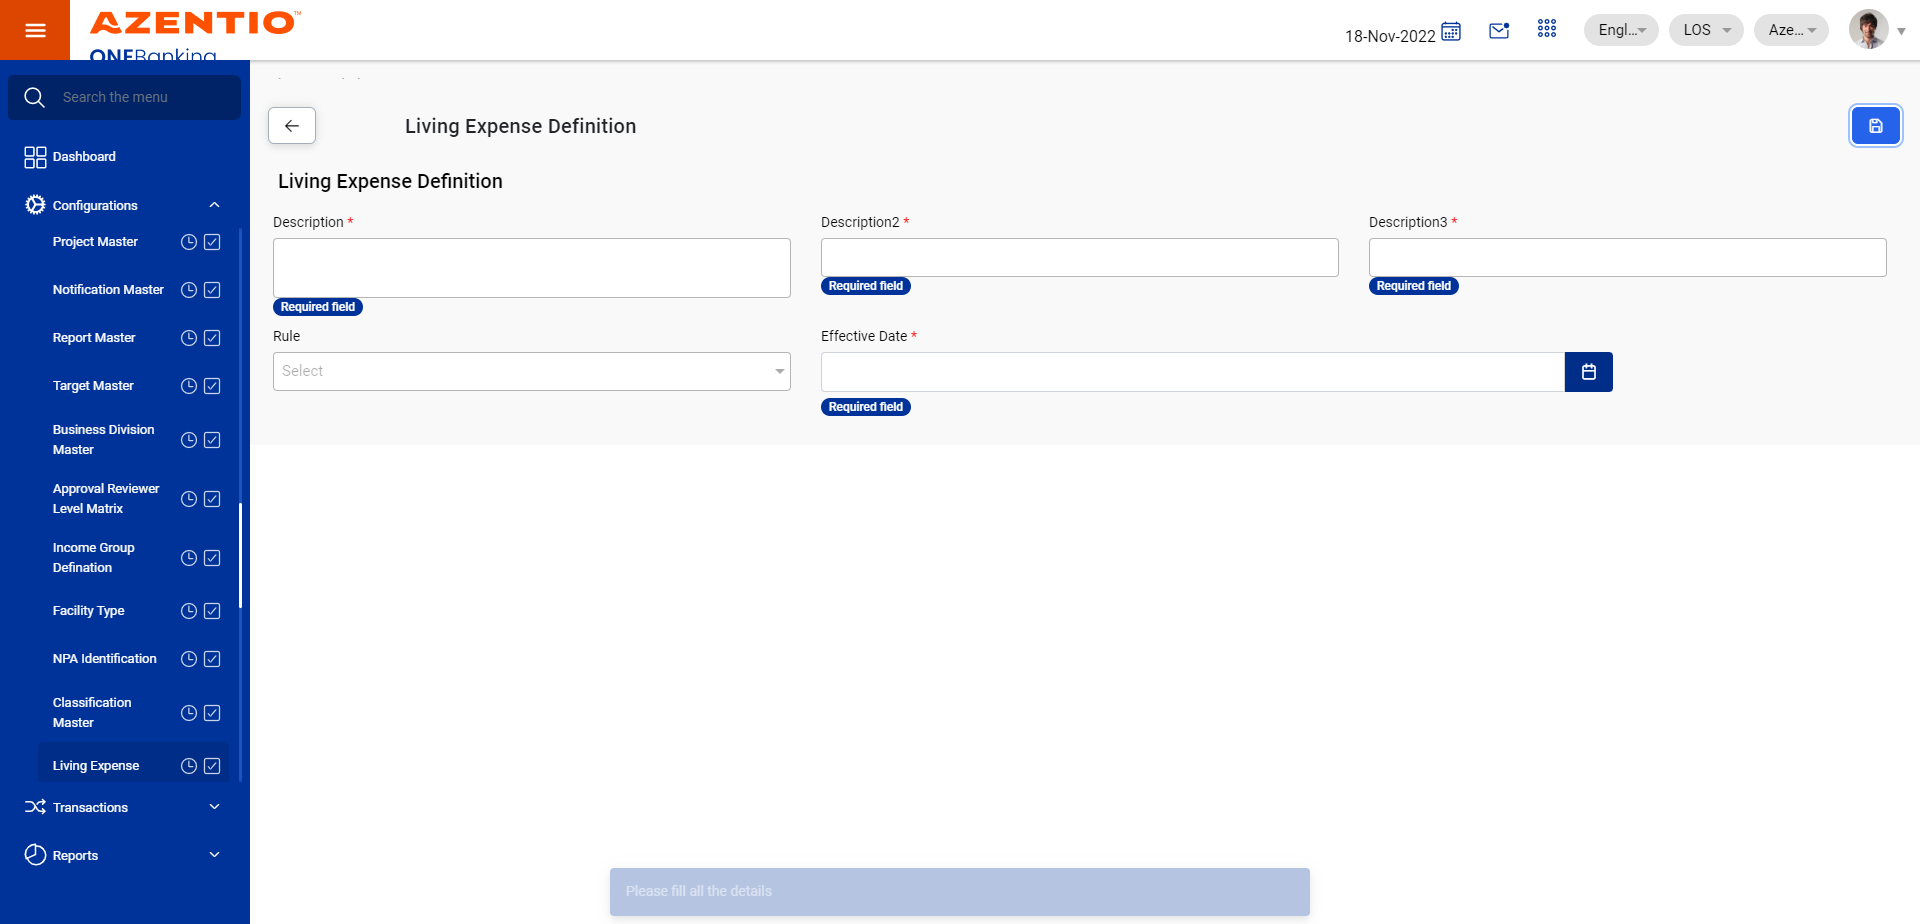 AZENTIO™
ONEBanking
18-Nov-2022
Engl...
LOS
Aze...
Search the menu
Dashboard
Configurations
Project Master
Notification Master
Report Master
Target Master
Business Division
Master
Approval Reviewer
Level Matrix
Income Group
Defination
Facility Type
NPA Identification
Classification
Master
Living Expense
Transactions
Reports
Living Expense Definition
Living Expense Definition
Description *
Required field
Description2 *
Required field
Description3 *
Required field
Rule
Select
Effective Date *
Required field
Please fill all the details